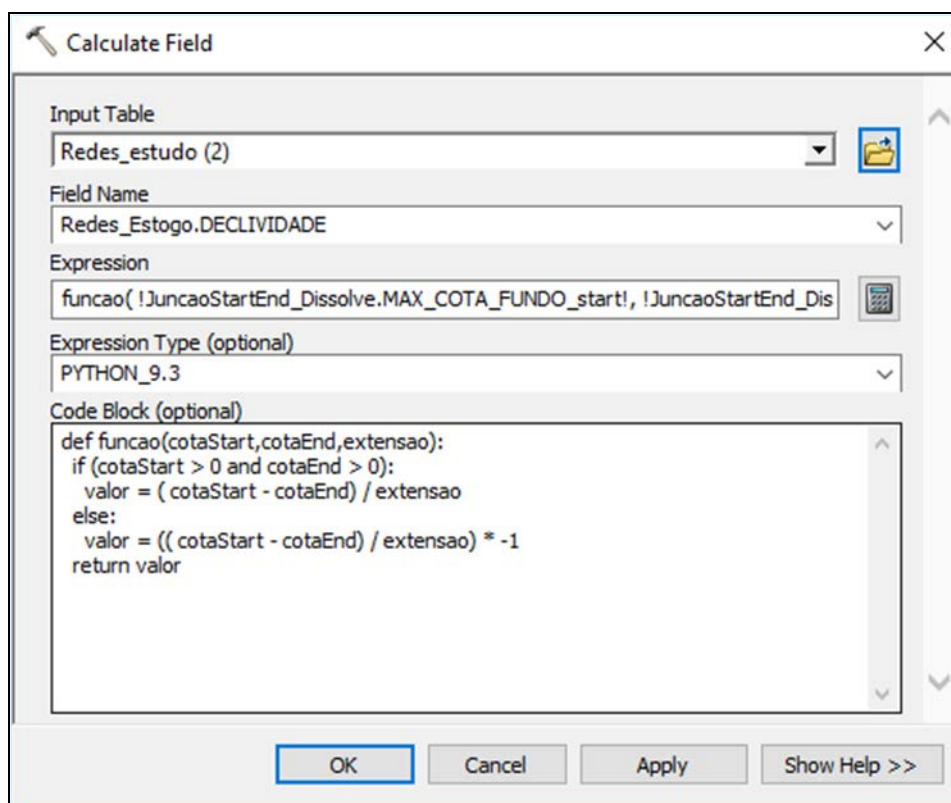 Calculate Field
Input Table
Redes_estudo (2)
Field Name
Redes_Estogo.DECLIVIDADE
Expression
funcao( !JuncaoStartEnd_Dissolve.MAX_COTA_FUNDO_start!, !JuncaoStartEnd_Dis
Expression Type (optional)
PYTHON_9.3
Code Block (optional)
def funcao(cotaStart,cotaEnd,extensao):
  if (cotaStart > 0 and cotaEnd > 0):
    valor = ( cotaStart - cotaEnd) / extensao
  else:
    valor = (( cotaStart - cotaEnd) / extensao) * -1
  return valor
OK Cancel Apply Show Help >>